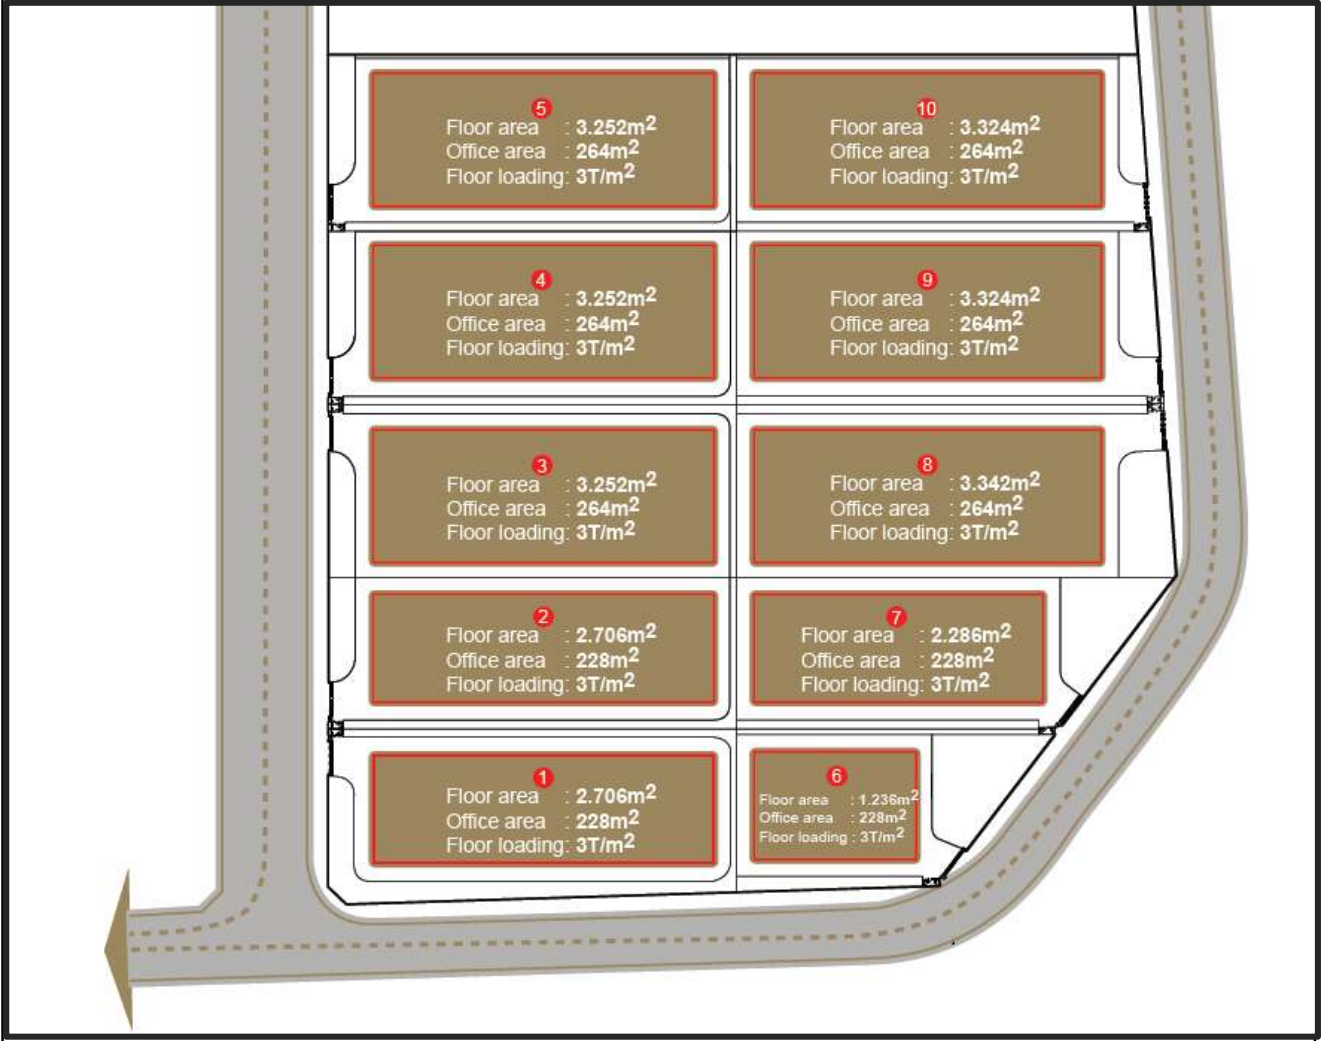 5
Floor area : 3.252m²
Office area : 264m²
Floor loading: 3T/m²
10
Floor area : 3.324m²
Office area : 264m²
Floor loading: 3T/m²
4
Floor area : 3.252m²
Office area : 264m²
Floor loading: 3T/m²
9
Floor area : 3.324m²
Office area : 264m²
Floor loading: 3T/m²
3
Floor area : 3.252m²
Office area : 264m²
Floor loading: 3T/m²
8
Floor area : 3.342m²
Office area : 264m²
Floor loading: 3T/m²
2
Floor area : 2.706m²
Office area : 228m²
Floor loading: 3T/m²
7
Floor area : 2.286m²
Office area : 228m²
Floor loading: 3T/m²
1
Floor area : 2.706m²
Office area : 228m²
Floor loading: 3T/m²
6
Floor area : 1.236m²
Office area : 228m²
Floor loading : 3T/m²